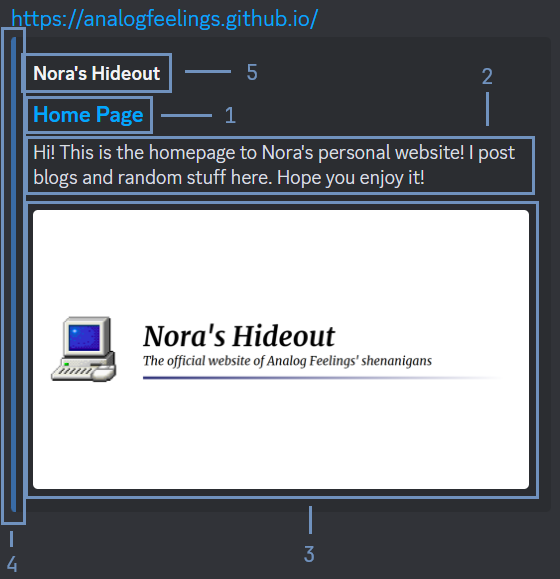 https://analogfeelings.github.io/
Nora's Hideout
5
2
Home Page
1
Hi! This is the homepage to Nora's personal website! I post
blogs and random stuff here. Hope you enjoy it!
Nora's Hideout
The official website of Analog Feelings' shenanigans
3
4